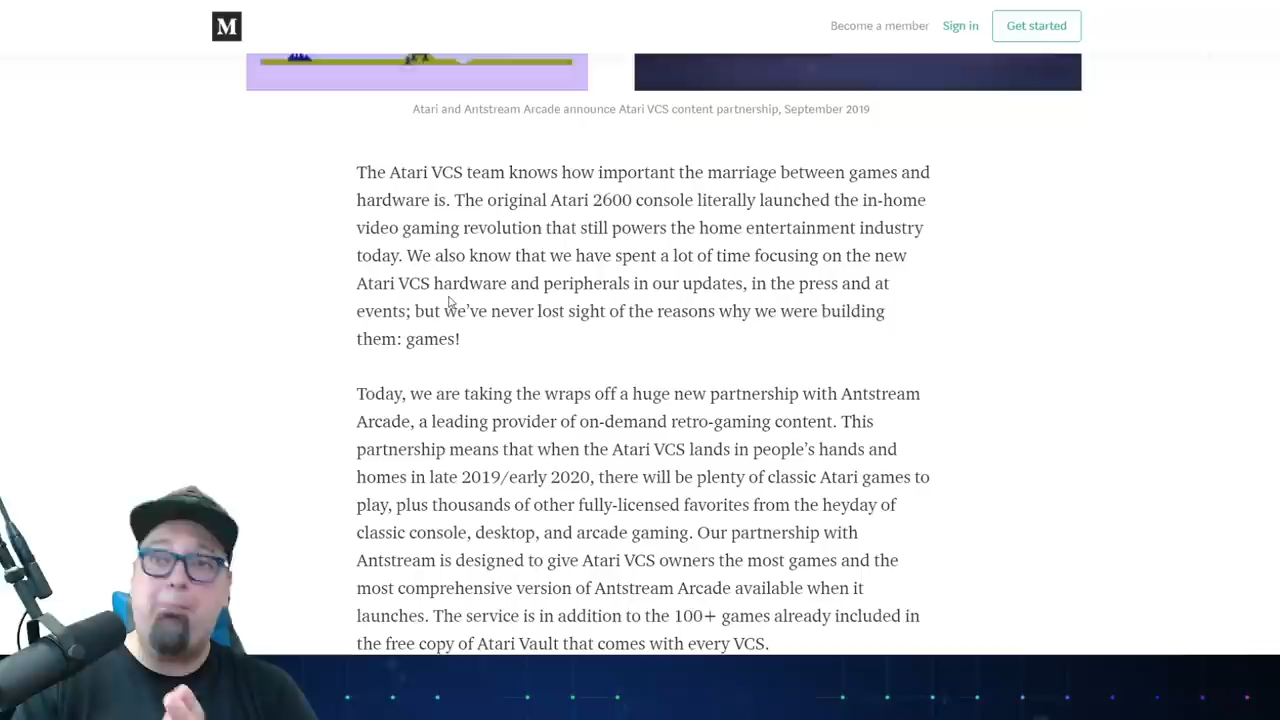 M
Become a member
Sign in
Get started
Atari and Antstream Arcade announce Atari VCS content partnership, September 2019
The Atari VCS team knows how important the marriage between games and
hardware is. The original Atari 2600 console literally launched the in-home
video gaming revolution that still powers the home entertainment industry
today. We also know that we have spent a lot of time focusing on the new
Atari VCS hardware and peripherals in our updates, in the press and at
events; but we’ve never lost sight of the reasons why we were building
them: games!
Today, we are taking the wraps off a huge new partnership with Antstream
Arcade, a leading provider of on-demand retro-gaming content. This
partnership means that when the Atari VCS lands in people’s hands and
homes in late 2019/early 2020, there will be plenty of classic Atari games to
play, plus thousands of other fully-licensed favorites from the heyday of
classic console, desktop, and arcade gaming. Our partnership with
Antstream is designed to give Atari VCS owners the most games and the
most comprehensive version of Antstream Arcade available when it
launches. The service is in addition to the 100+ games already included in
the free copy of Atari Vault that comes with every VCS.